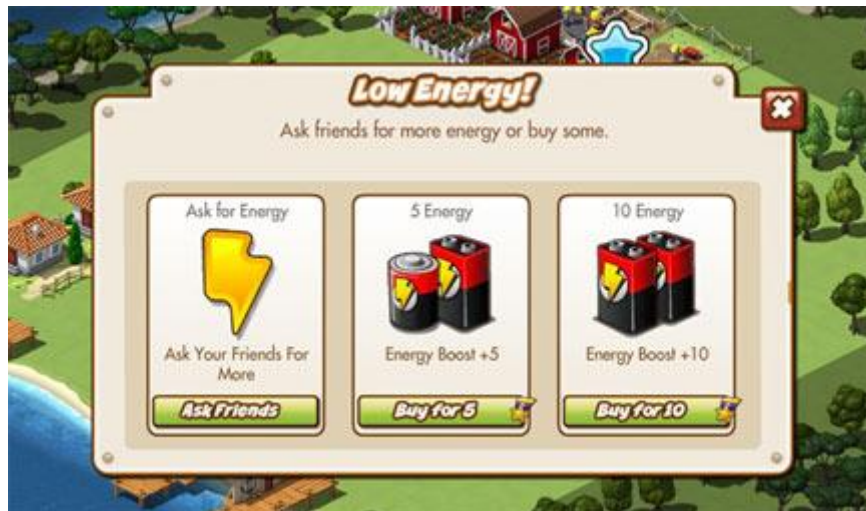 Low Energy!
Ask friends for more energy or buy some.
Ask for Energy
Ask Your Friends For
More
Ask Friends
5 Energy
Energy Boost +5
Buy for 5
10 Energy
Energy Boost +10
Buy for 10